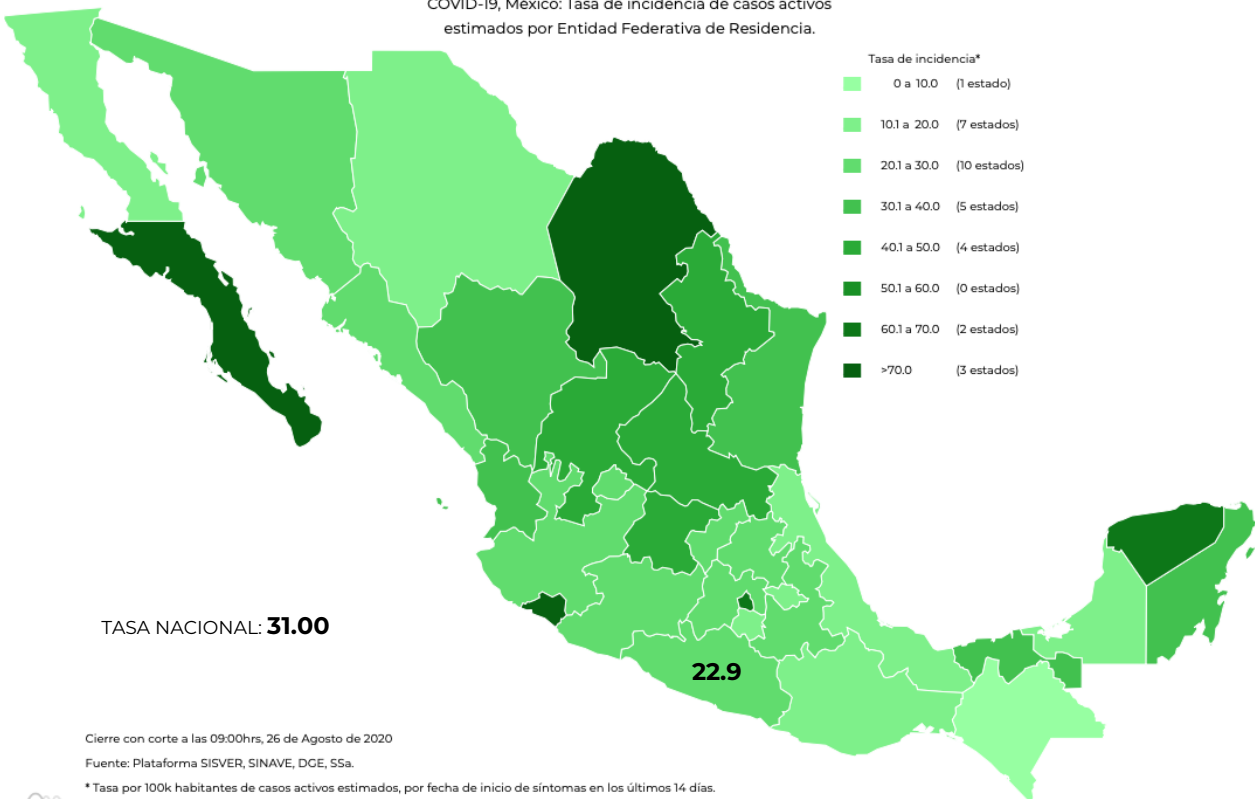 COVID-19, México: Tasa de incidencia de casos activos
estimados por Entidad Federativa de Residencia.
Tasa de incidencia*
0 a 10.0 (1 estado)
10.1 a 20.0 (7 estados)
20.1 a 30.0 (10 estados)
30.1 a 40.0 (5 estados)
40.1 a 50.0 (4 estados)
50.1 a 60.0 (0 estados)
60.1 a 70.0 (2 estados)
>70.0 (3 estados)
TASA NACIONAL: 31.00
22.9
Cierre con corte a las 09:00hrs, 26 de Agosto de 2020
Fuente: Plataforma SISVER, SINAVE, DGE, SSa.
* Tasa por 100k habitantes de casos activos estimados, por fecha de inicio de síntomas en los últimos 14 días.